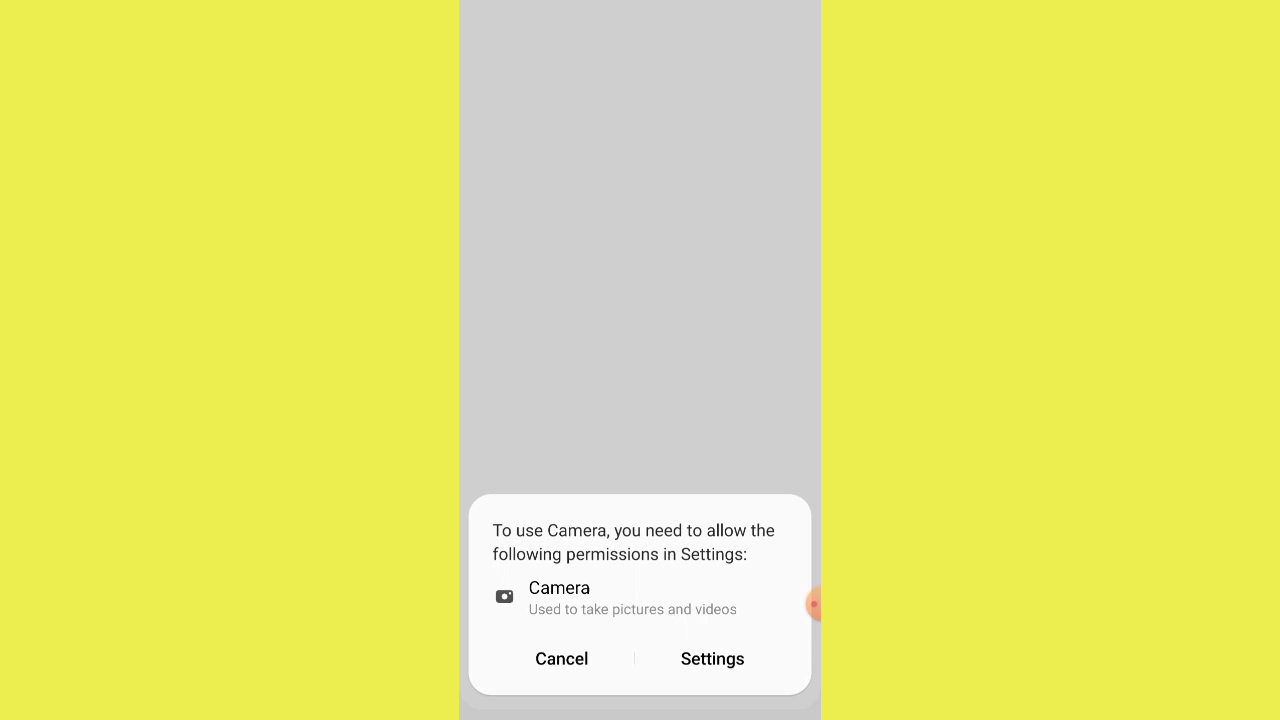 To use Camera, you need to allow the
following permissions in Settings:
Camera
Used to take pictures and videos
Cancel
Settings